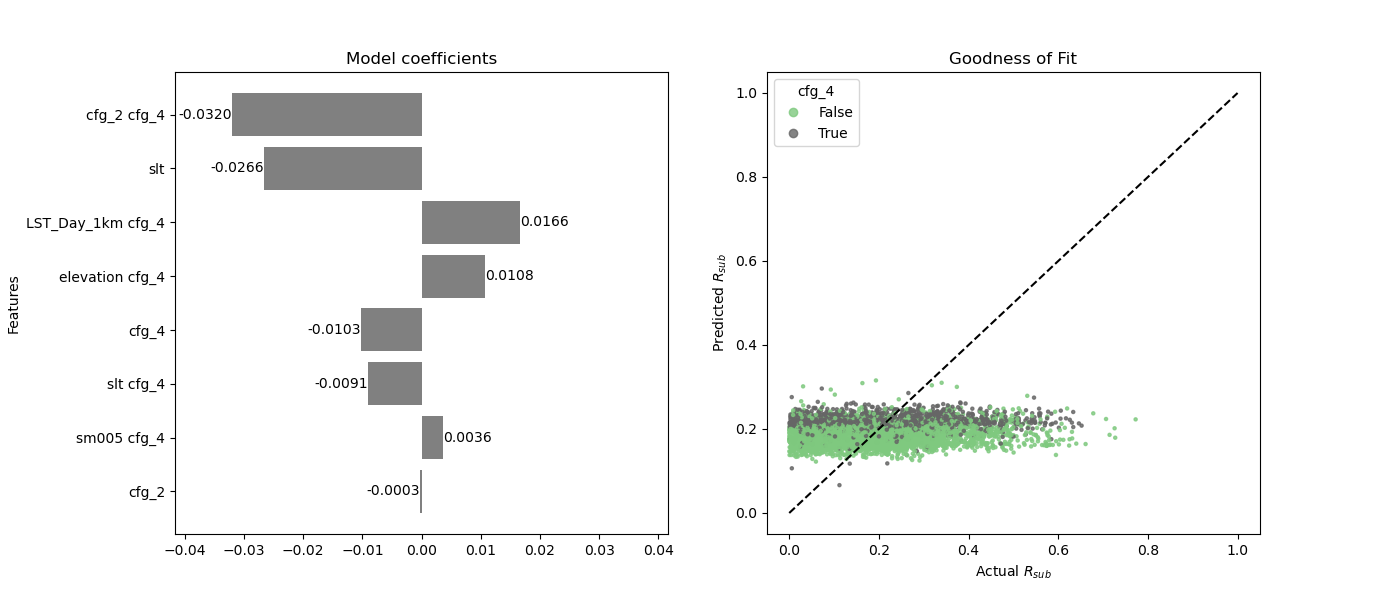 Model coefficients
Features
cfg_2 cfg_4
-0.0320
slt
-0.0266
LST_Day_1km cfg_4
0.0166
elevation cfg_4
0.0108
cfg_4
-0.0103
slt cfg_4
-0.0091
sm005 cfg_4
0.0036
cfg_2
-0.0003
−0.04 −0.03 −0.02 −0.01 0.00 0.01 0.02 0.03 0.04
Goodness of Fit
cfg_4
False
True
Predicted R_sub
1.0
0.8
0.6
0.4
0.2
0.0
0.0 0.2 0.4 0.6 0.8 1.0
Actual R_sub